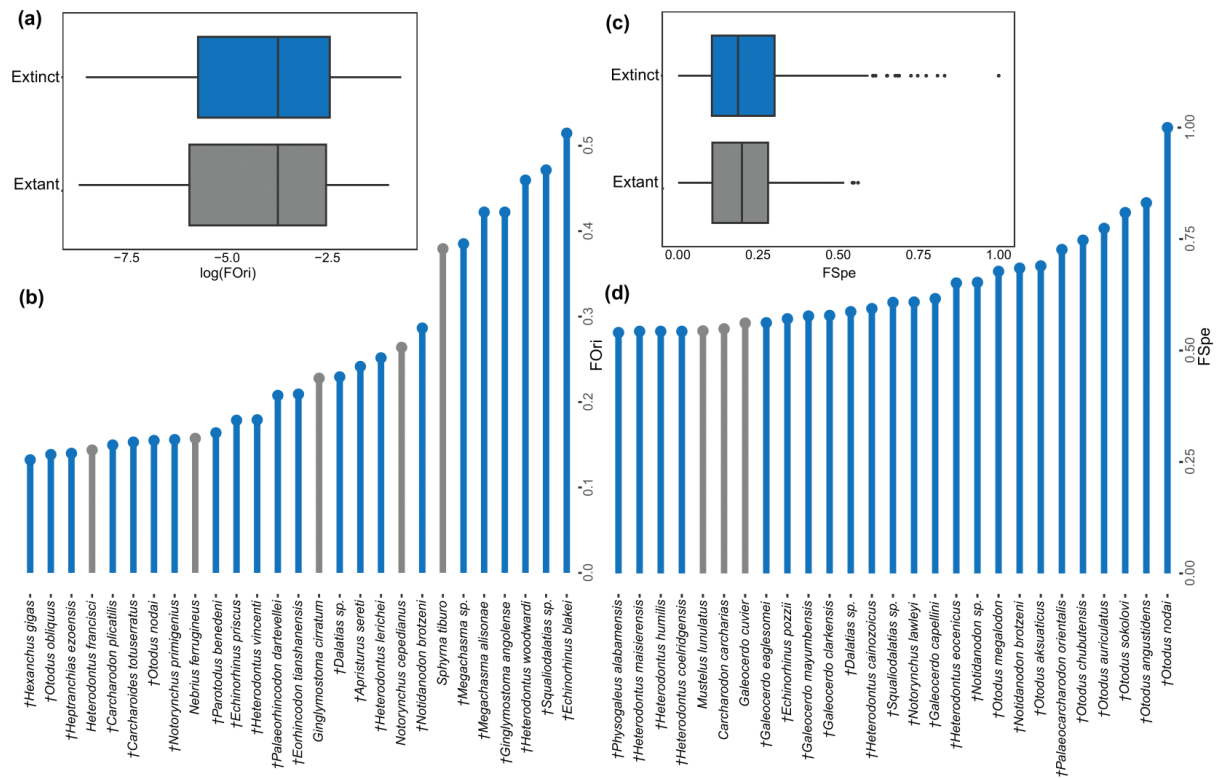 (a)
Extinct
Extant
−7.5
−5.0
−2.5
log(FOri)
(c)
Extinct
Extant
0.00
0.25
0.50
0.75
1.00
FSpe
(b)
0.0
0.1
0.2
0.3
0.4
0.5
FOri
†Hexanchus gigas
†Otodus obliquus
†Heptranchias ezoensis
Heterodontus francisci
†Carcharodon plicatilis
†Carcharoides totuserratus
†Otodus nodai
†Notorynchus primigenius
Nebrius ferrugineus
†Parotodus benedeni
†Echinorhinus priscus
†Heterodontus vincenti
†Palaeorhincodon dartevellei
†Eorhincodon tianshanensis
Ginglymostoma cirratum
†Dalatias sp.
†Apristurus sereti
†Heterodontus lerichei
Notorynchus cepedianus
†Notidanodon brotzeni
Sphyrna tiburo
†Megachasma sp.
†Megachasma alisonae
†Ginglymostoma angolense
†Heterodontus woodwardi
†Squaliodalatias sp.
†Echinorhinus blakei
(d)
0.00
0.25
0.50
0.75
1.00
FSpe
†Physogaleus alabamensis
†Heterodontus maisierensis
†Heterodontus humilis
†Heterodontus coelridgensis
Mustelus lunulatus
Carcharodon carcharias
Galeocerdo cuvier
†Galeocerdo eaglesomei
†Echinorhinus pozzii
†Galeocerdo mayumbensis
†Galeocerdo clarkensis
†Dalatias sp.
†Heterodontus cainozoicus
†Squaliodalatias sp.
†Notorynchus lawleyi
†Galeocerdo capellini
†Heterodontus eocenicus
†Notidanodon sp.
†Otodus megalodon
†Notidanodon brotzeni
†Otodus aksuaticus
†Palaeocarcharodon orientalis
†Otodus chubutensis
†Otodus auriculatus
†Otodus sokolovi
†Otodus angustidens
†Otodus nodai